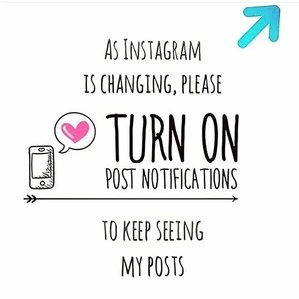 AS INSTAGRAM
IS CHANGING, PLEASE
TURN ON
POST NOTIFICATIONS
TO KEEP SEEING
MY POSTS